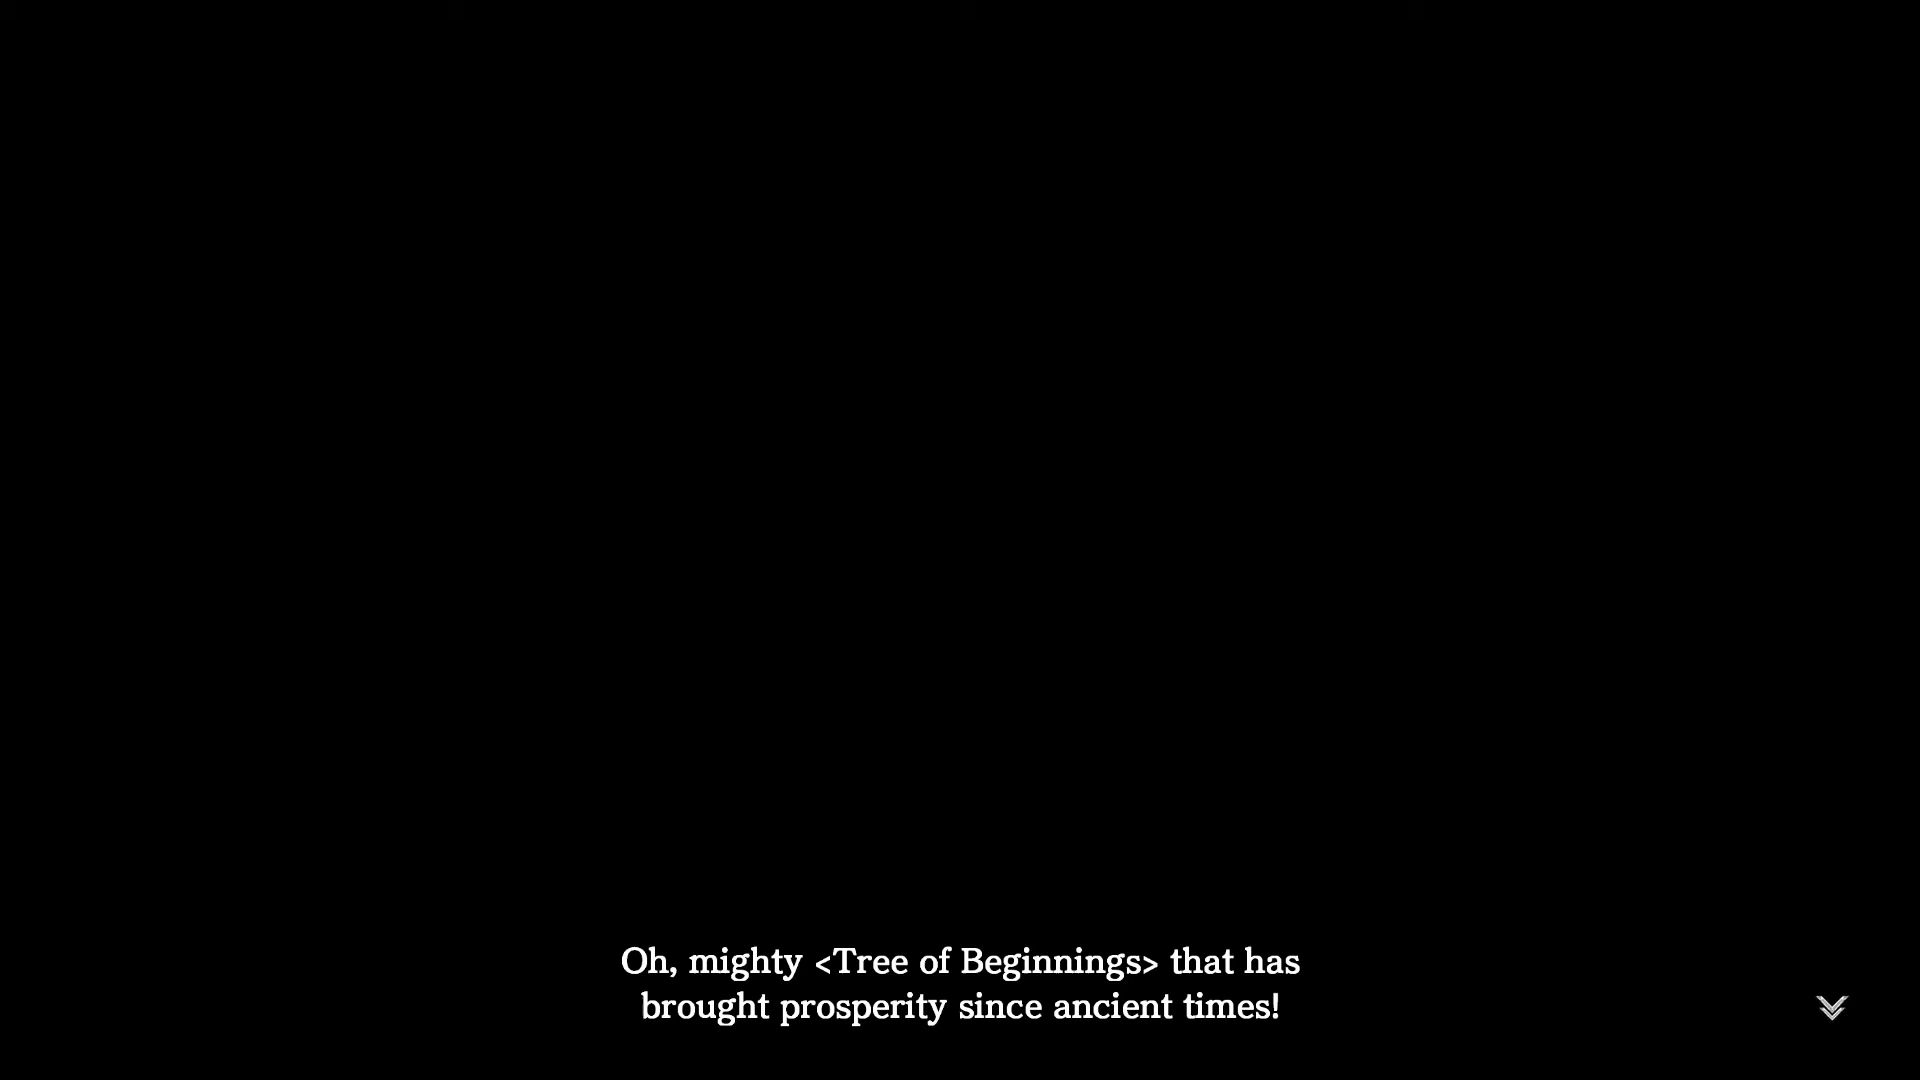 Oh, mighty <Tree of Beginnings> that has
brought prosperity since ancient times!